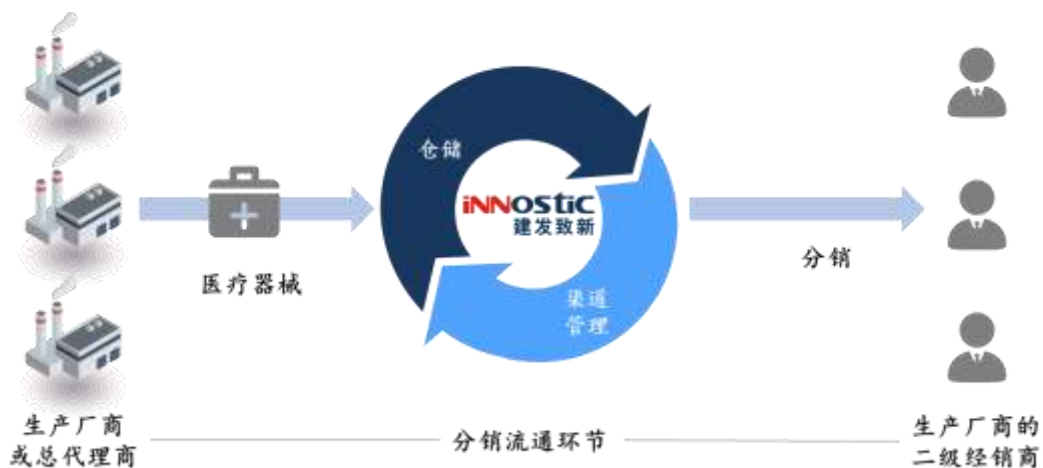 仓储
iNNOSTIC
建发致新
分销
医疗器械
渠道
管理
生产厂商
或总代理商
分销流通环节
生产厂商的
二级经销商